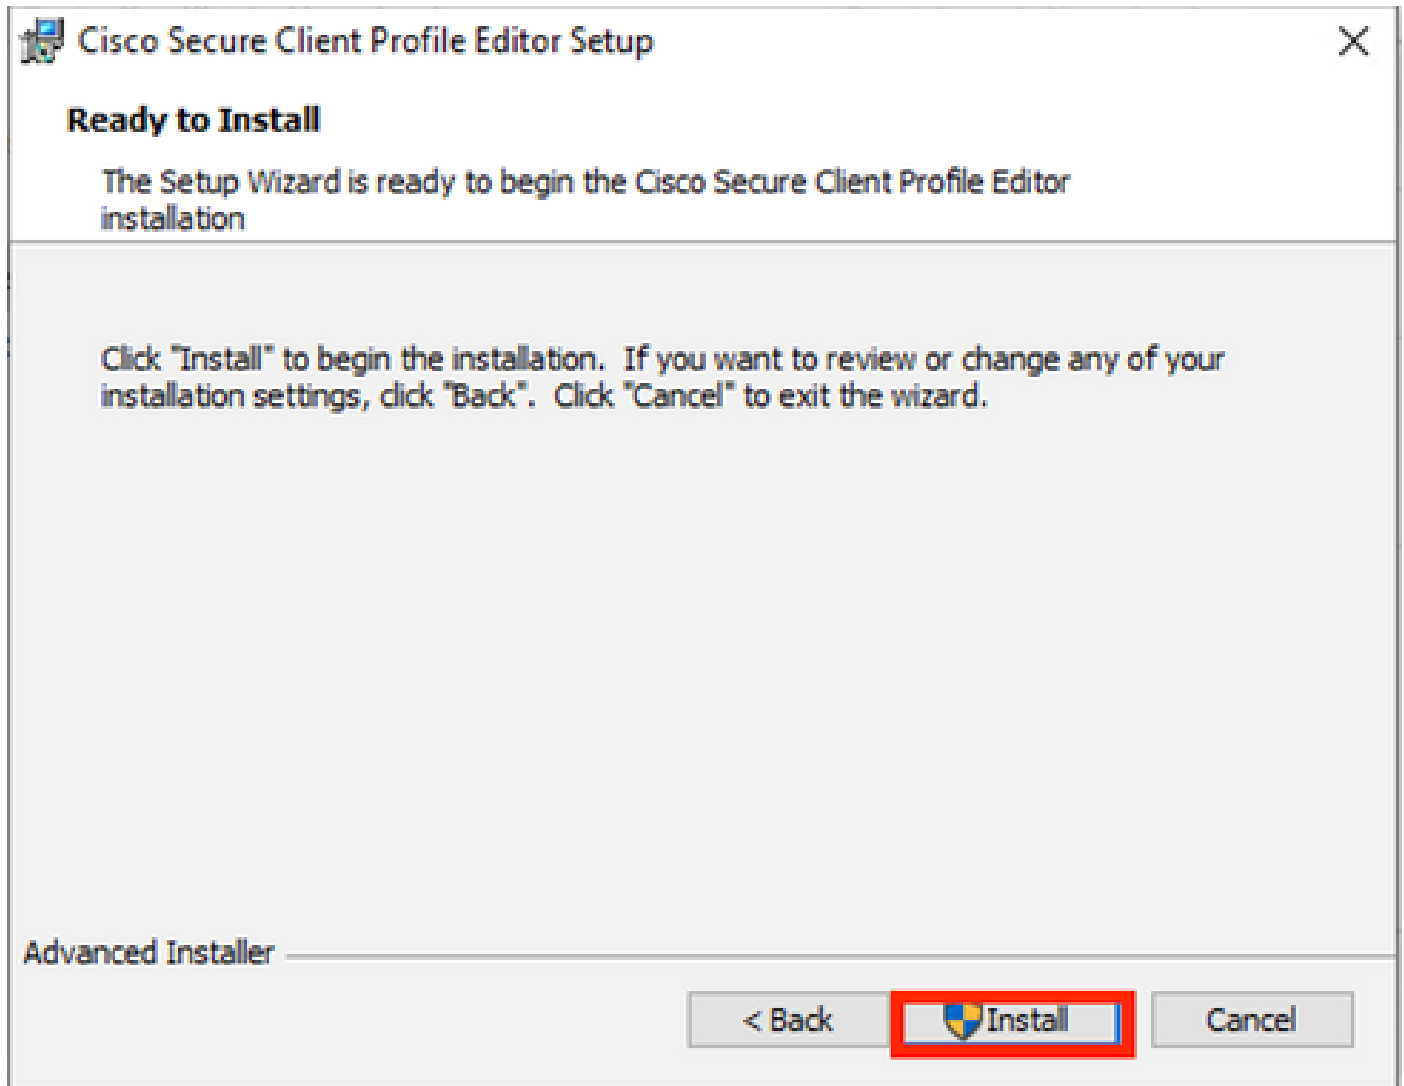 Cisco Secure Client Profile Editor Setup
Ready to Install
The Setup Wizard is ready to begin the Cisco Secure Client Profile Editor
installation
Click "Install" to begin the installation.  If you want to review or change any of your
installation settings, click "Back".  Click "Cancel" to exit the wizard.
Advanced Installer
< Back
Install
Cancel